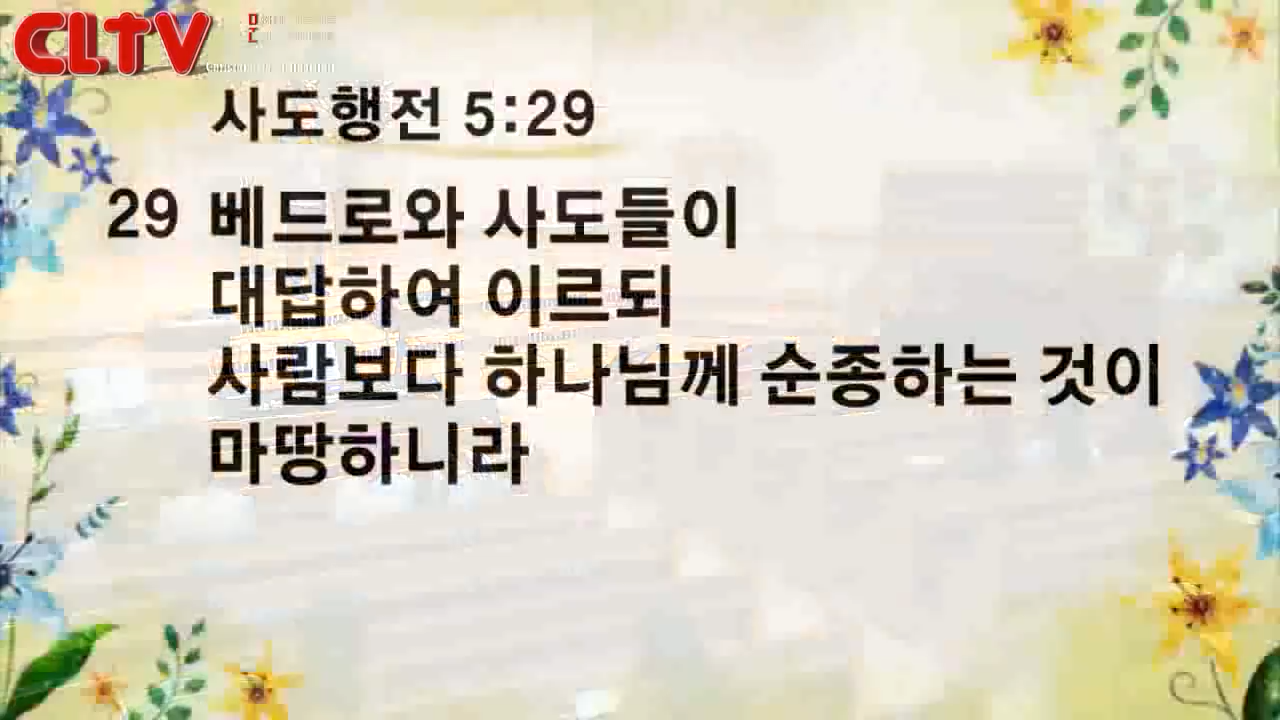 CLTV
사도행전 5:29
29 베드로와 사도들이
대답하여 이르되
사람보다 하나님께 순종하는 것이
마땅하니라